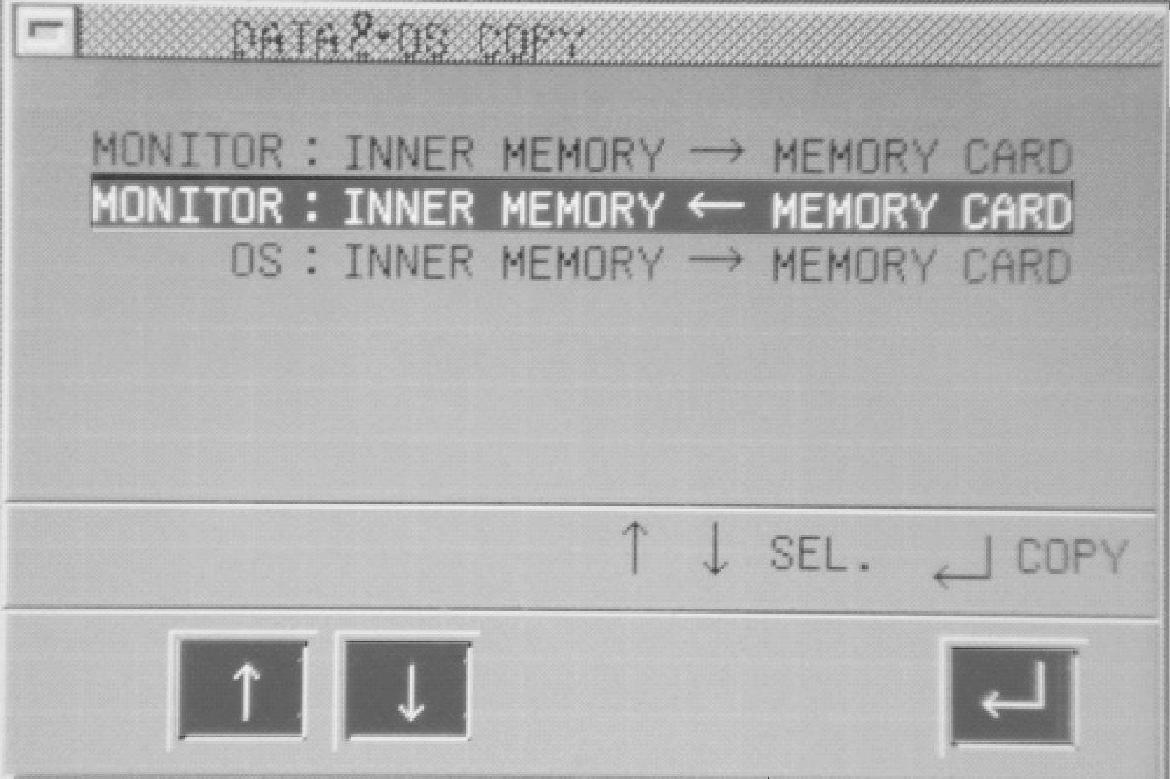 DATA&OS COPY
MONITOR : INNER MEMORY → MEMORY CARD
MONITOR : INNER MEMORY ← MEMORY CARD
OS : INNER MEMORY → MEMORY CARD
↑ ↓ SEL. ↵ COPY
↑ ↓ ↵